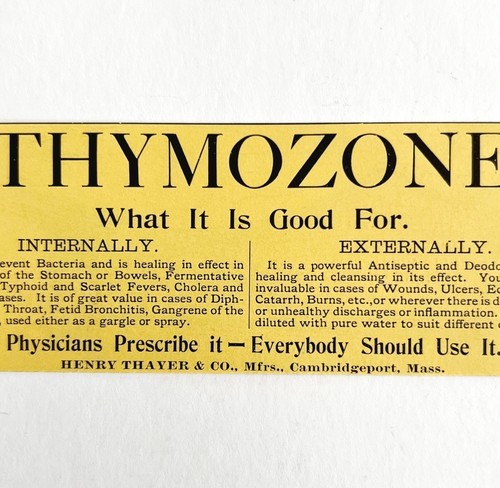 THYMOZONE
What It Is Good For.
INTERNALLY.
event Bacteria and is healing in effect in
of the Stomach or Bowels, Fermentative
Typhoid and Scarlet Fevers, Cholera and
ases. It is of great value in cases of Diph-
Throat, Fetid Bronchitis, Gangrene of the
, used either as a gargle or spray.
EXTERNALLY.
It is a powerful Antiseptic and Deodo
healing and cleansing in its effect. You
invaluable in cases of Wounds, Ulcers, Ec
Catarrh, Burns, etc., or wherever there is d
or unhealthy discharges or inflammation.
diluted with pure water to suit different
Physicians Prescribe it — Everybody Should Use It.
HENRY THAYER & CO., Mfrs., Cambridgeport, Mass.